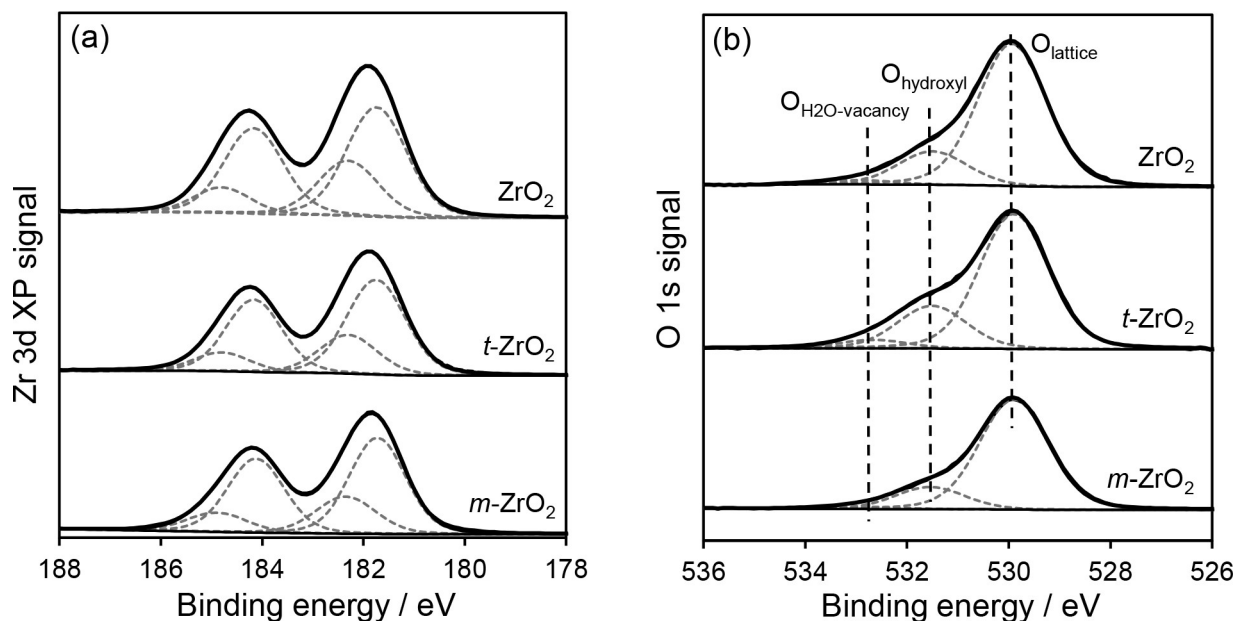 (a)
ZrO2
t-ZrO2
m-ZrO2
Zr 3d XP signal
188 186 184 182 180 178
Binding energy / eV
(b)
Olattice
Ohydroxyl
OH2O-vacancy
ZrO2
t-ZrO2
m-ZrO2
O 1s signal
536 534 532 530 528 526
Binding energy / eV